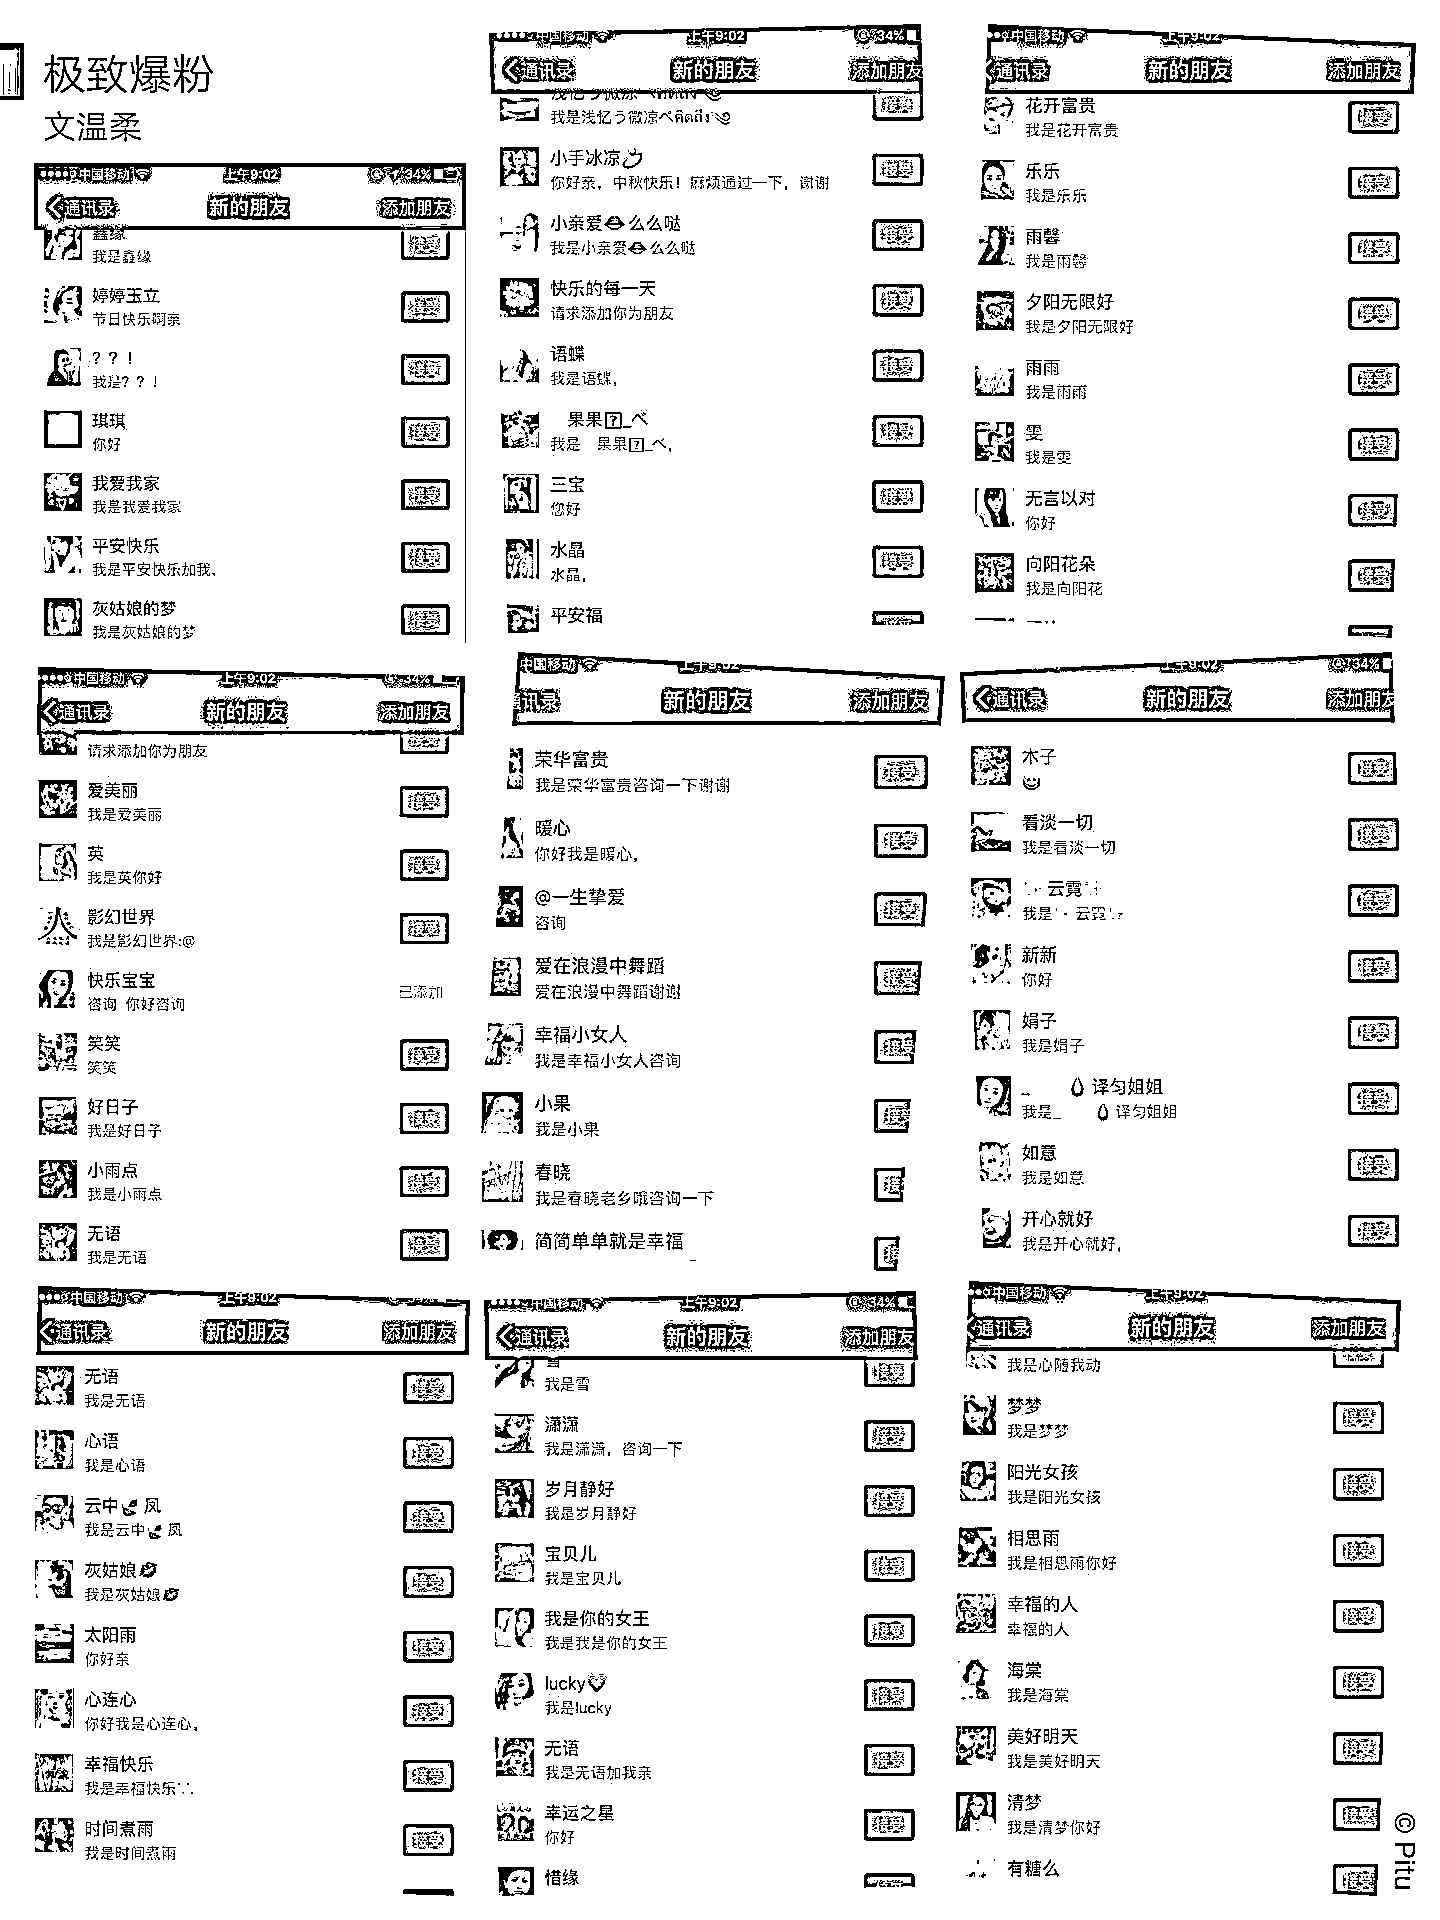 极致爆粉
文温柔
中国移动 上午9:02 34%
通讯录 新的朋友 添加朋友
鑫缘
我是鑫缘
接受
婷婷玉立
节日快乐啊亲
接受
？？！
我是？？！
接受
琪琪
你好
接受
我爱我家
我是我爱我家
接受
平安快乐
我是平安快乐加我,
接受
灰姑娘的梦
我是灰姑娘的梦
接受
中国移动 上午9:02 34%
通讯录 新的朋友 添加朋友
我是浅忆う微凉べ
接受
小手冰凉
你好亲，中秋快乐！麻烦通过一下，谢谢
接受
小亲爱么么哒
我是小亲爱么么哒
接受
快乐的每一天
请求添加你为朋友
接受
语蝶
我是语蝶,
接受
果果?_べ
我是 果果?_べ,
接受
三宝
您好
接受
水晶
水晶,
接受
平安福
中国移动 上午9:02
通讯录 新的朋友 添加朋友
花开富贵
我是花开富贵
接受
乐乐
我是乐乐
接受
雨馨
我是雨馨
接受
夕阳无限好
我是夕阳无限好
接受
雨雨
我是雨雨
接受
雯
我是雯
接受
无言以对
你好
接受
向阳花朵
我是向阳花
接受
中国移动 上午9:02 34%
通讯录 新的朋友 添加朋友
请求添加你为朋友
爱美丽
我是爱美丽
接受
英
我是英你好
接受
影幻世界
我是影幻世界:@
接受
快乐宝宝
咨询 你好咨询
已添加
笑笑
笑笑
接受
好日子
我是好日子
接受
小雨点
我是小雨点
接受
无语
我是无语
接受
中国移动 上午9:02
讯录 新的朋友 添加朋友
荣华富贵
我是荣华富贵咨询一下谢谢
接受
暖心
你好我是暖心,
接受
@一生挚爱
咨询
接受
爱在浪漫中舞蹈
爱在浪漫中舞蹈谢谢
接受
幸福小女人
我是幸福小女人咨询
接受
小果
我是小果
接
春晓
我是春晓老乡哦咨询一下
接
简简单单就是幸福
接
上午9:02 34%
通讯录 新的朋友 添加朋友
木子
接受
看淡一切
我是看淡一切
接受
云霓
我是 云霓
接受
新新
你好
接受
娟子
我是娟子
接受
_ 译匀姐姐
我是_ 译匀姐姐
接受
如意
我是如意
接受
开心就好
我是开心就好,
接受
中国移动 上午9:02
通讯录 新的朋友 添加朋友
无语
我是无语
接受
心语
我是心语
接受
云中 凤
我是云中 凤
接受
灰姑娘
我是灰姑娘
接受
太阳雨
你好亲
接受
心连心
你好我是心连心,
接受
幸福快乐
我是幸福快乐
接受
时间煮雨
我是时间煮雨
接受
中国移动 上午9:02 34%
通讯录 新的朋友 添加朋友
雪
我是雪
接受
潇潇
我是潇潇，咨询一下
接受
岁月静好
我是岁月静好
接受
宝贝儿
我是宝贝儿
接受
我是你的女王
我是我是你的女王
接受
lucky
我是lucky
接受
无语
我是无语加我亲
接受
幸运之星
你好
接受
惜缘
中国移动 上午9:02
通讯录 新的朋友 添加朋友
我是心随我动
梦梦
我是梦梦
接受
阳光女孩
我是阳光女孩
接受
相思雨
我是相思雨你好
接受
幸福的人
幸福的人
接受
海棠
我是海棠
接受
美好明天
我是美好明天
接受
清梦
我是清梦你好
接受
有糖么
接受
© Pitu